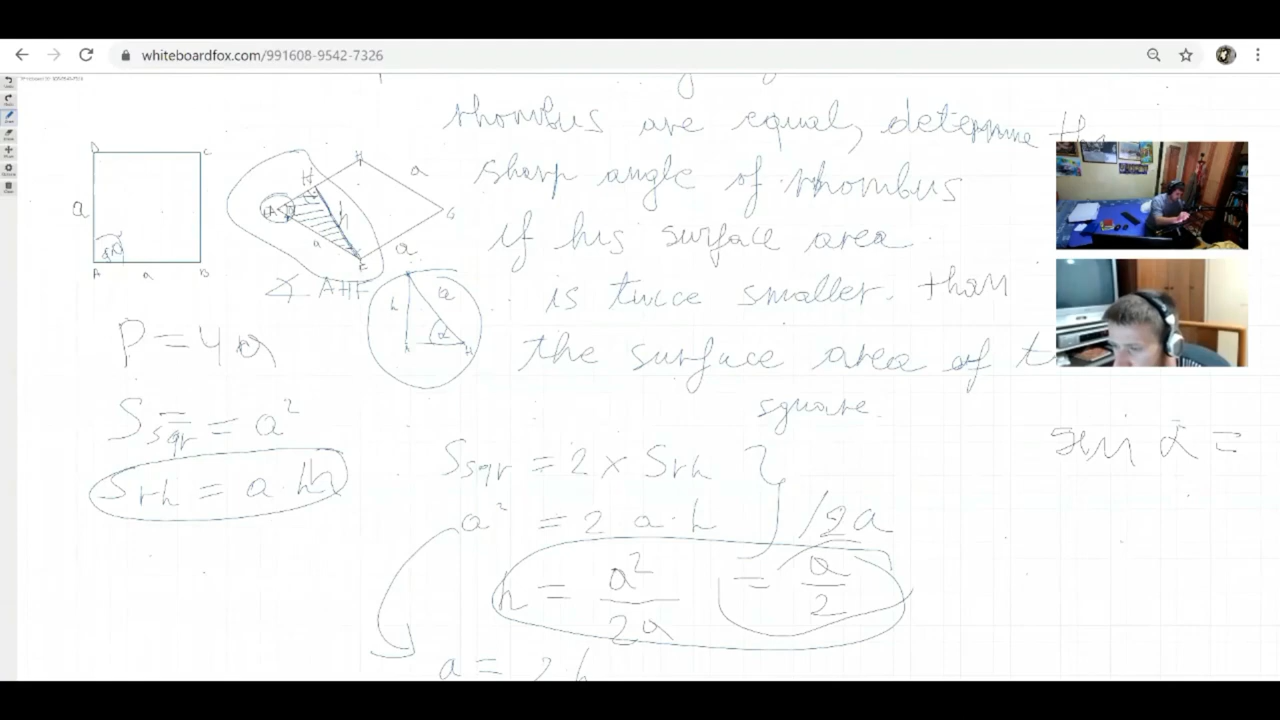 whiteboardfox.com/991608-9542-7326
rhombus are equal, determine the
sharp angle of rhombus
if his surface area
is twice smaller than
the surface area of t
square.
D C
a
A a B
H
a
h
a
a
∡ AHF
h a
α
P = 4a
S sqr = a²
S rh = a · h
S sqr = 2 × S rh
a² = 2 a · h /2a
h = a²/2a = a/2
a = 2 h
sin α =